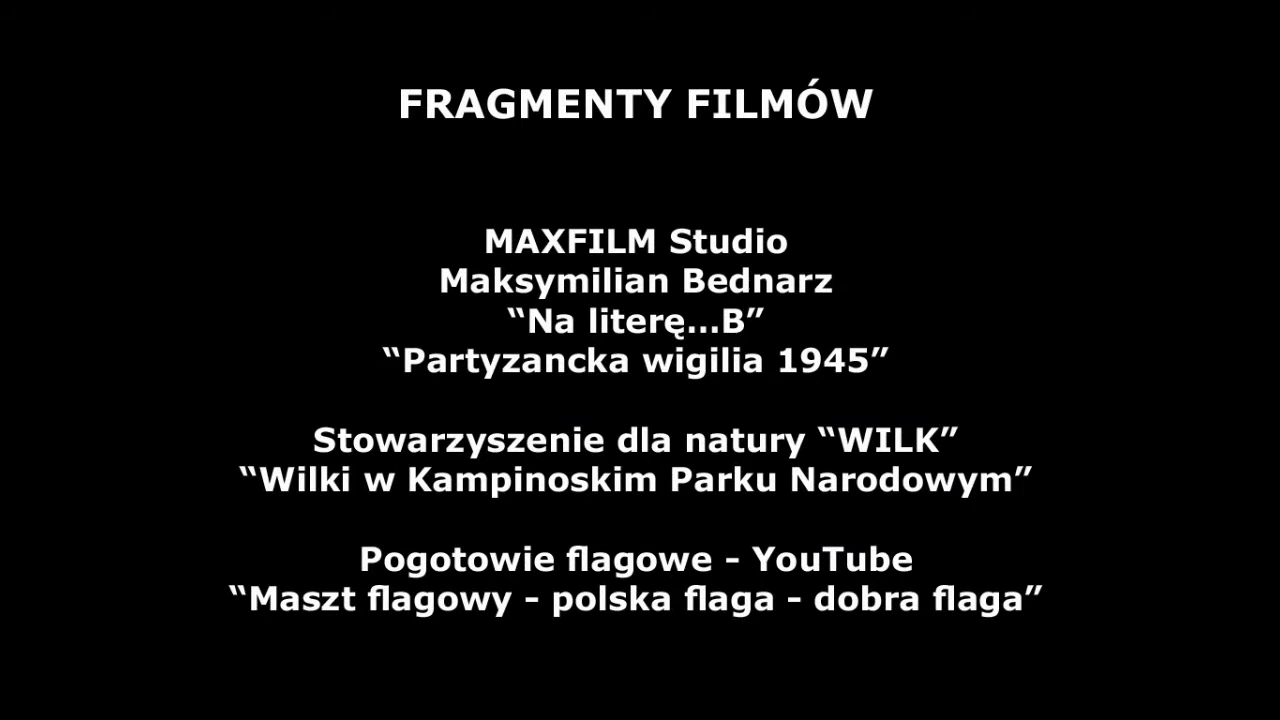 FRAGMENTY FILMÓW
MAXFILM Studio
Maksymilian Bednarz
“Na literę...B”
“Partyzancka wigilia 1945”
Stowarzyszenie dla natury “WILK”
“Wilki w Kampinoskim Parku Narodowym”
Pogotowie flagowe - YouTube
“Maszt flagowy - polska flaga - dobra flaga”